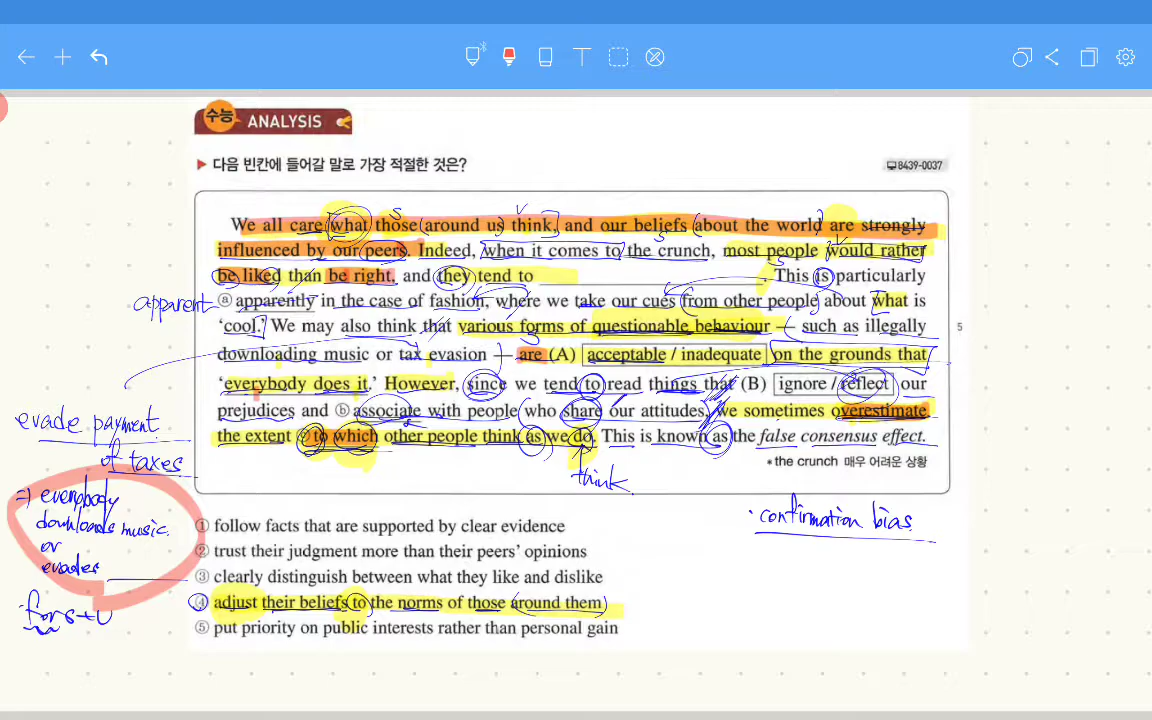 수능 ANALYSIS
▶ 다음 빈칸에 들어갈 말로 가장 적절한 것은?
8439-0037
We all care what those around us think, and our beliefs about the world are strongly
influenced by our peers. Indeed, when it comes to the crunch, most people would rather
be liked than be right, and they tend to ____________. This is particularly
apparent
ⓐ apparently in the case of fashion, where we take our cues from other people about what is
‘cool.’ We may also think that various forms of questionable behaviour — such as illegally
5
downloading music or tax evasion — are (A) acceptable / inadequate on the grounds that
‘everybody does it.’ However, since we tend to read things that (B) ignore / reflect our
prejudices and ⓑ associate with people who share our attitudes, we sometimes overestimate
the extent ⓒ to which other people think as we do. This is known as the false consensus effect.
think
*the crunch 매우 어려운 상황
evade payment
of taxes
⇒ everybody
downloads music.
or
evades
· for s+v
· confirmation bias
① follow facts that are supported by clear evidence
② trust their judgment more than their peers’ opinions
③ clearly distinguish between what they like and dislike
④ adjust their beliefs to the norms of those around them
⑤ put priority on public interests rather than personal gain